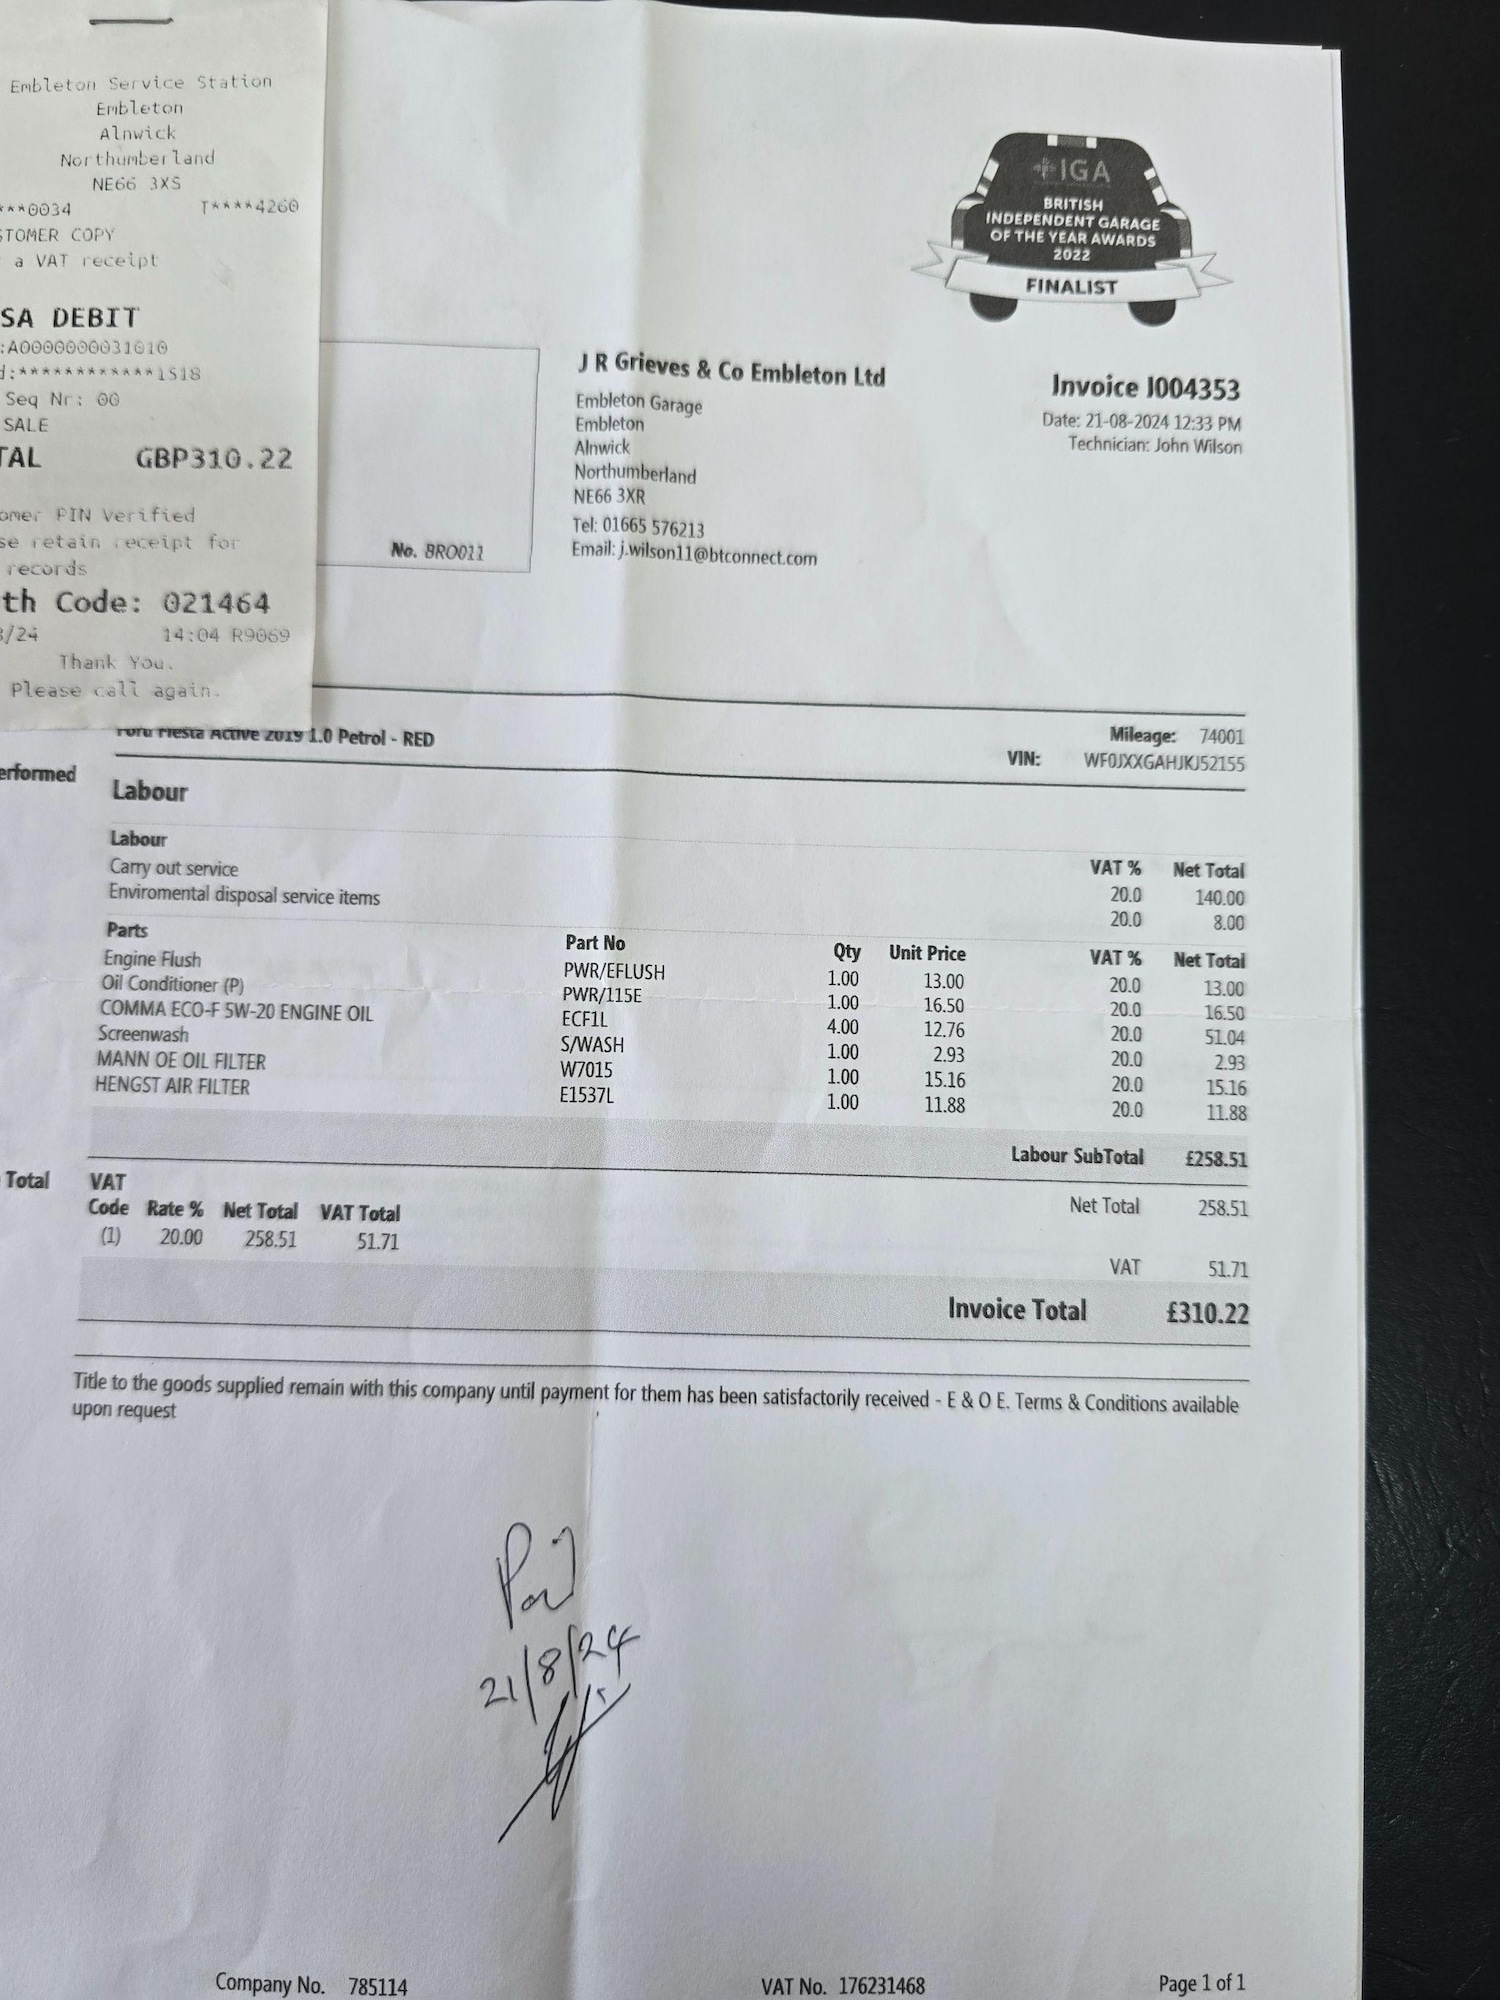 Embleton Service Station
Embleton
Alnwick
Northumberland
NE66 3XS
***0034 T****4260
STOMER COPY
a VAT receipt
SA DEBIT
:A0000000031010
d:************1518
Seq Nr: 00
SALE
TAL GBP310.22
omer PIN Verified
se retain receipt for
records
th Code: 021464
/24 14:04 R9069
Thank You.
Please call again.
IGA
BRITISH
INDEPENDENT GARAGE
OF THE YEAR AWARDS
2022
FINALIST
No. BRO011
J R Grieves & Co Embleton Ltd
Embleton Garage
Embleton
Alnwick
Northumberland
NE66 3XR
Tel: 01665 576213
Email: j.wilson11@btconnect.com
Invoice I004353
Date: 21-08-2024 12:33 PM
Technician: John Wilson
Ford Fiesta Active 2019 1.0 Petrol - RED
Mileage: 74001
VIN: WF0JXXGAHJKJ52155
erformed
Labour
Labour VAT % Net Total
Carry out service 20.0 140.00
Enviromental disposal service items 20.0 8.00
Parts Part No Qty Unit Price VAT % Net Total
Engine Flush PWR/EFLUSH 1.00 13.00 20.0 13.00
Oil Conditioner (P) PWR/115E 1.00 16.50 20.0 16.50
COMMA ECO-F 5W-20 ENGINE OIL ECF1L 4.00 12.76 20.0 51.04
Screenwash S/WASH 1.00 2.93 20.0 2.93
MANN OE OIL FILTER W7015 1.00 15.16 20.0 15.16
HENGST AIR FILTER E1537L 1.00 11.88 20.0 11.88
Labour SubTotal £258.51
Total VAT
Code Rate % Net Total VAT Total
(1) 20.00 258.51 51.71
Net Total 258.51
VAT 51.71
Invoice Total £310.22
Title to the goods supplied remain with this company until payment for them has been satisfactorily received - E & O E. Terms & Conditions available
upon request
Paid
21/8/24
Company No. 785114 VAT No. 176231468 Page 1 of 1